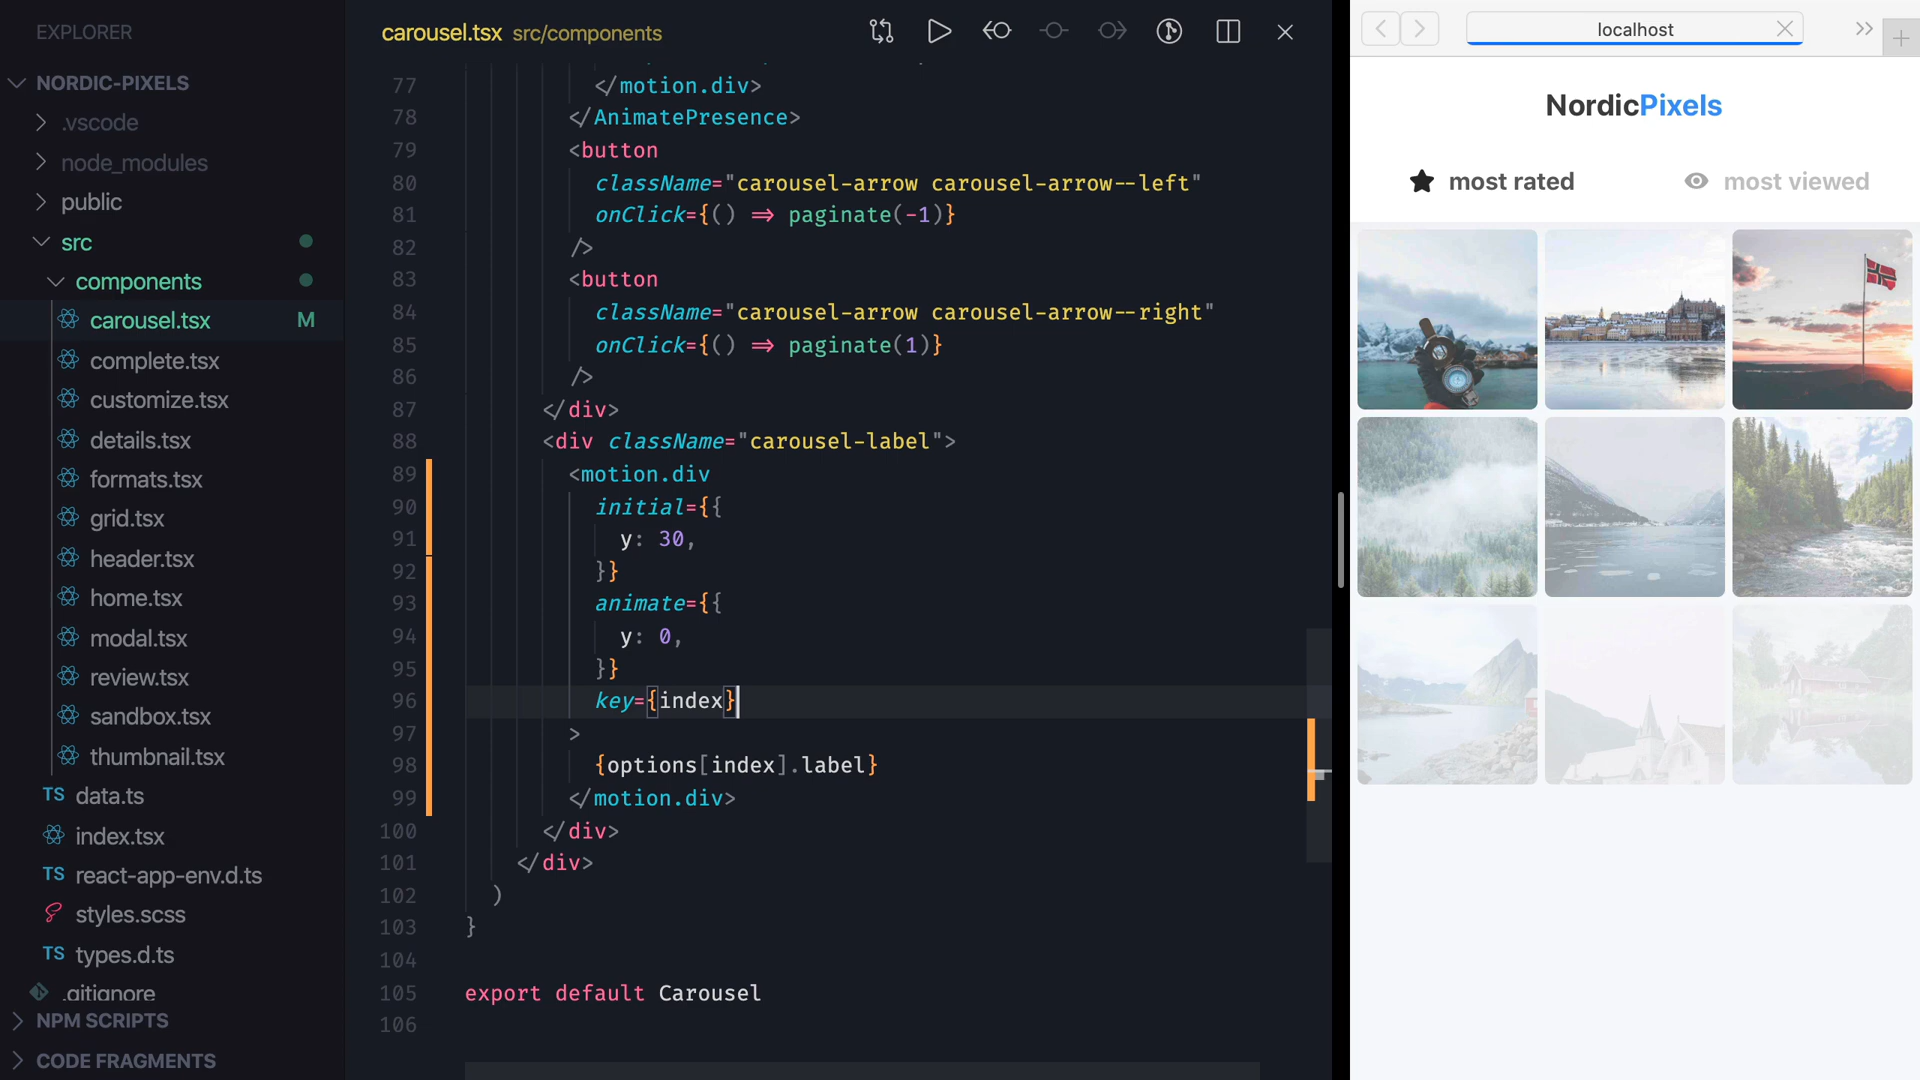 EXPLORER
NORDIC-PIXELS
.vscode
node_modules
public
src
components
carousel.tsx M
complete.tsx
customize.tsx
details.tsx
formats.tsx
grid.tsx
header.tsx
home.tsx
modal.tsx
review.tsx
sandbox.tsx
thumbnail.tsx
TS data.ts
index.tsx
TS react-app-env.d.ts
styles.scss
TS types.d.ts
.gitignore
NPM SCRIPTS
CODE FRAGMENTS
carousel.tsx src/components
77 </motion.div>
78 </AnimatePresence>
79 <button
80 className="carousel-arrow carousel-arrow--left"
81 onClick={() => paginate(-1)}
82 />
83 <button
84 className="carousel-arrow carousel-arrow--right"
85 onClick={() => paginate(1)}
86 />
87 </div>
88 <div className="carousel-label">
89 <motion.div
90 initial={{
91 y: 30,
92 }}
93 animate={{
94 y: 0,
95 }}
96 key={index}
97 >
98 {options[index].label}
99 </motion.div>
100 </div>
101 </div>
102 )
103 }
104
105 export default Carousel
106
localhost
NordicPixels
most rated
most viewed